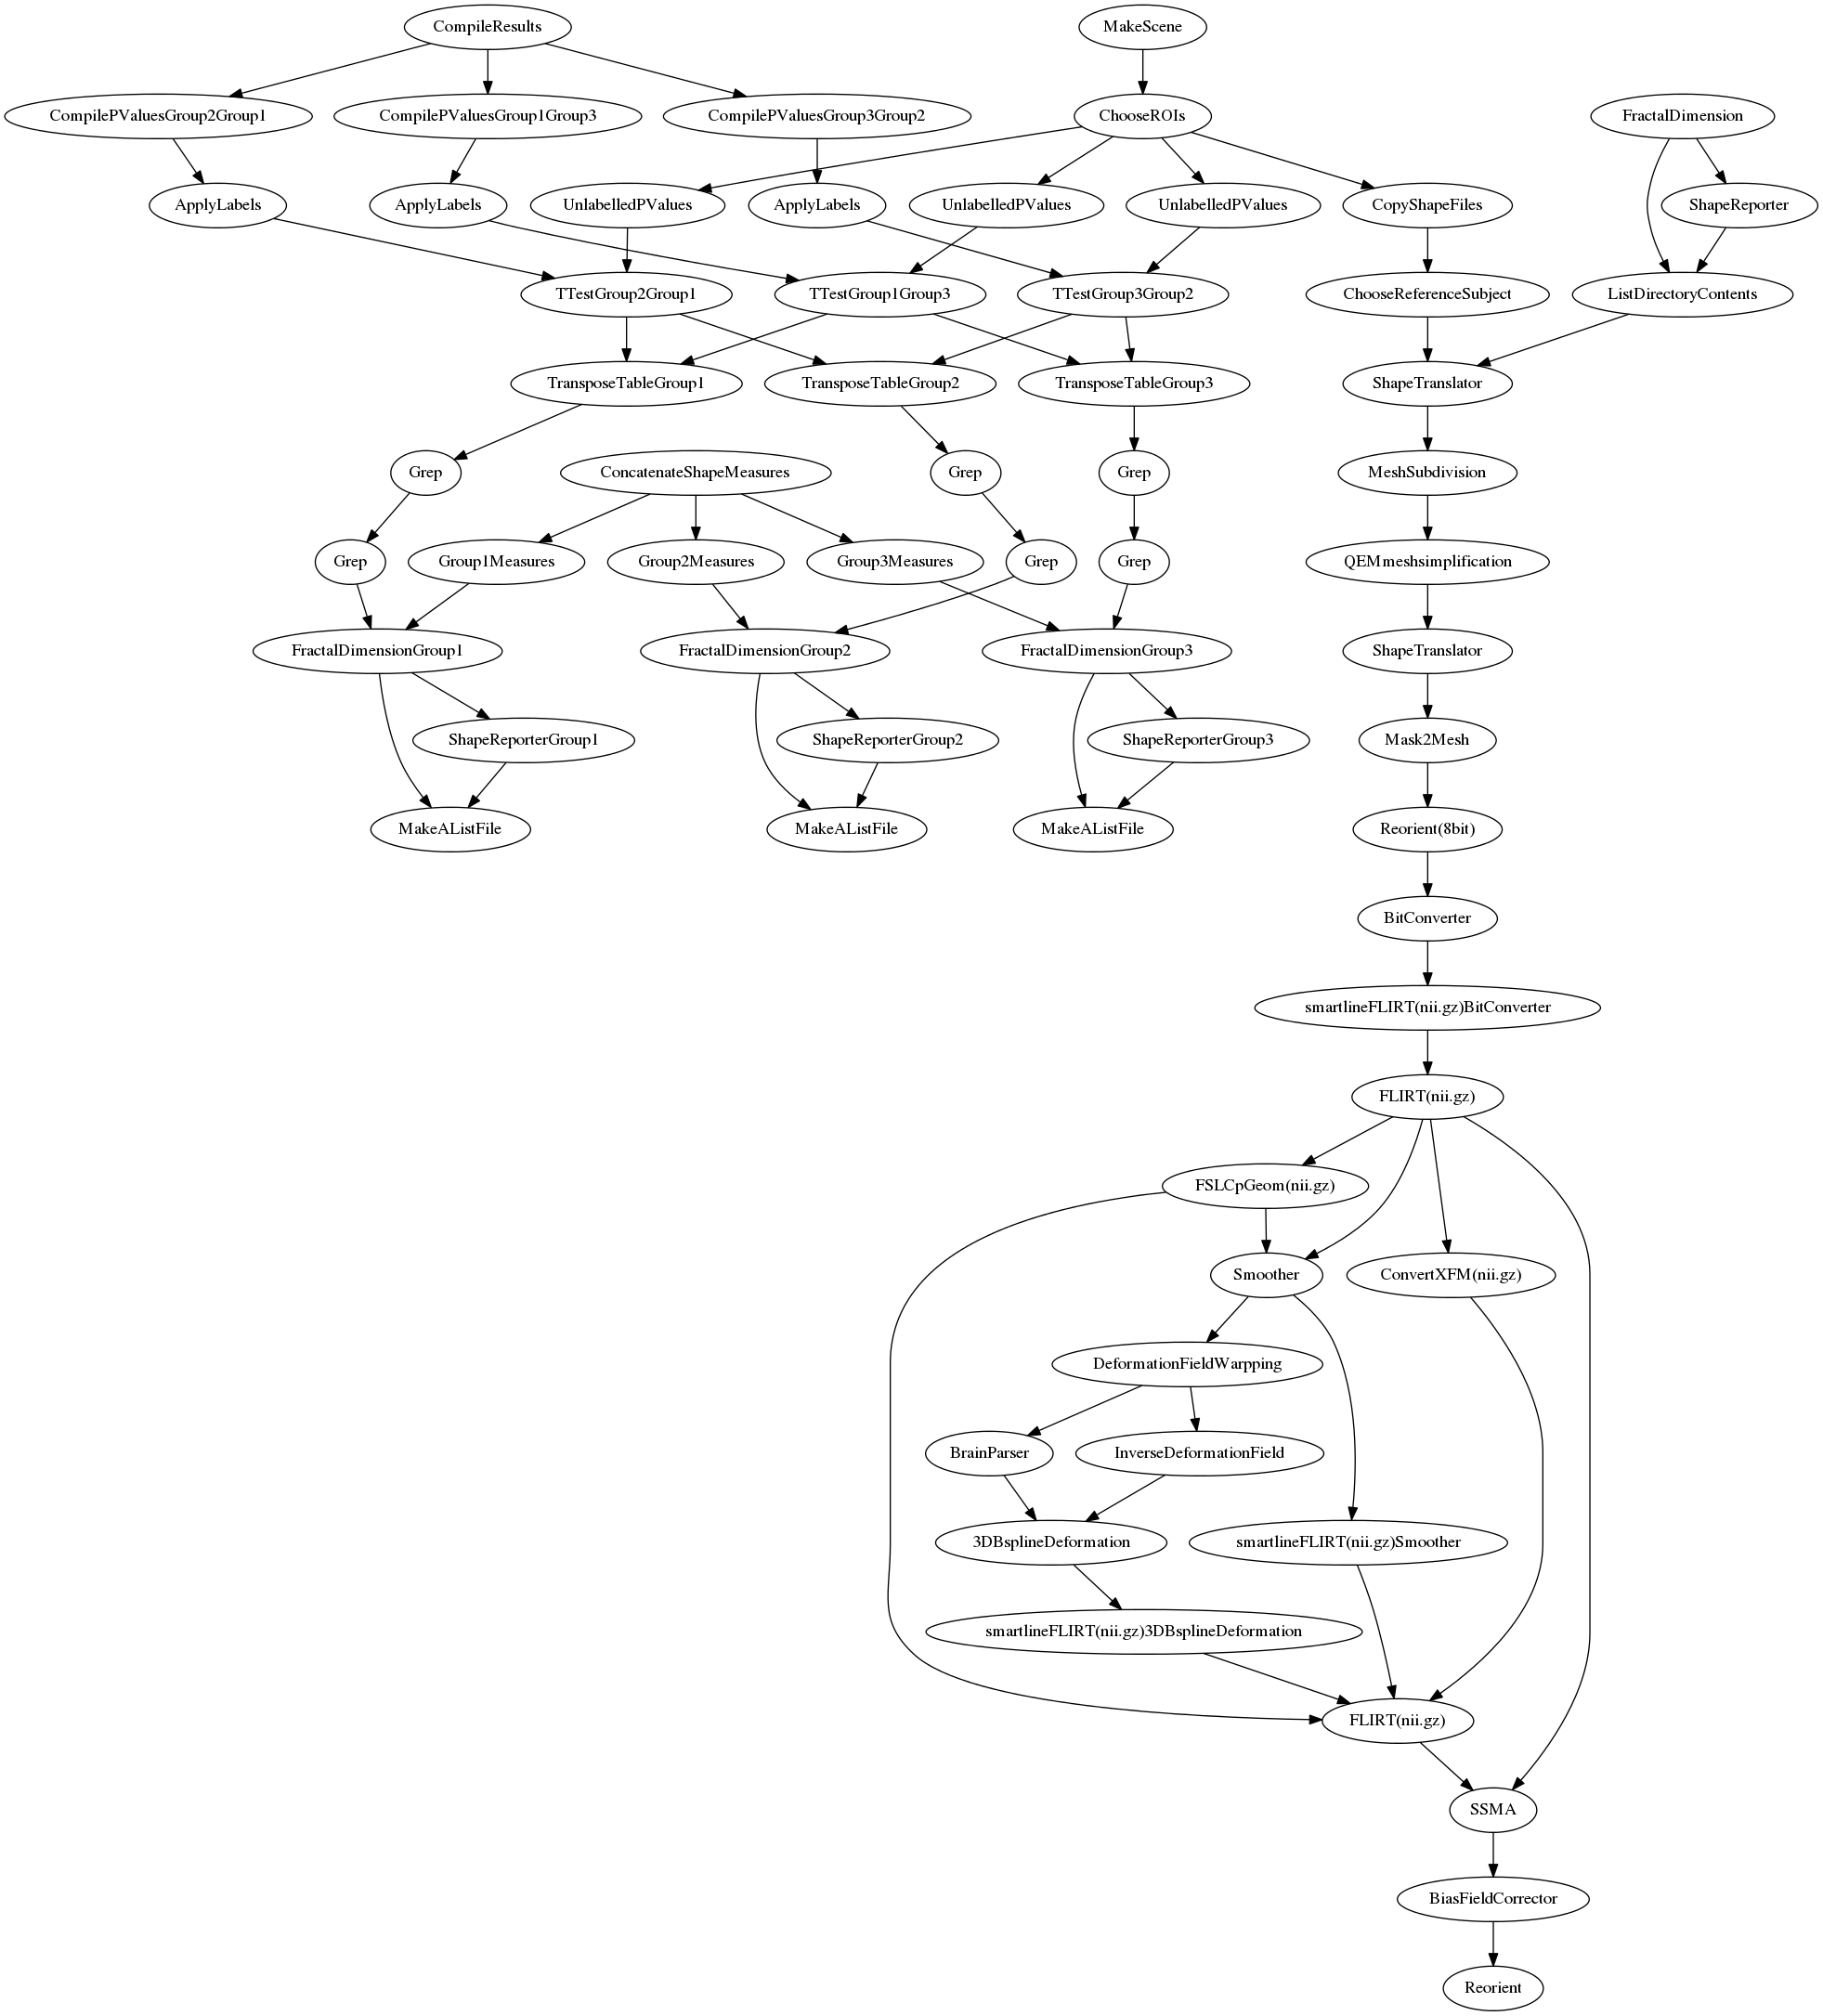 CompileResults
MakeScene
CompilePValuesGroup2Group1
CompilePValuesGroup1Group3
CompilePValuesGroup3Group2
ChooseROIs
FractalDimension
ApplyLabels
ApplyLabels
UnlabelledPValues
ApplyLabels
UnlabelledPValues
UnlabelledPValues
CopyShapeFiles
ShapeReporter
TTestGroup2Group1
TTestGroup1Group3
TTestGroup3Group2
ChooseReferenceSubject
ListDirectoryContents
TransposeTableGroup1
TransposeTableGroup2
TransposeTableGroup3
ShapeTranslator
Grep
ConcatenateShapeMeasures
Grep
Grep
MeshSubdivision
Grep
Group1Measures
Group2Measures
Group3Measures
Grep
Grep
QEMmeshsimplification
FractalDimensionGroup1
FractalDimensionGroup2
FractalDimensionGroup3
ShapeTranslator
ShapeReporterGroup1
ShapeReporterGroup2
ShapeReporterGroup3
Mask2Mesh
MakeAListFile
MakeAListFile
MakeAListFile
Reorient(8bit)
BitConverter
smartlineFLIRT(nii.gz)BitConverter
FLIRT(nii.gz)
FSLCpGeom(nii.gz)
Smoother
ConvertXFM(nii.gz)
DeformationFieldWarpping
BrainParser
InverseDeformationField
3DBsplineDeformation
smartlineFLIRT(nii.gz)Smoother
smartlineFLIRT(nii.gz)3DBsplineDeformation
FLIRT(nii.gz)
SSMA
BiasFieldCorrector
Reorient